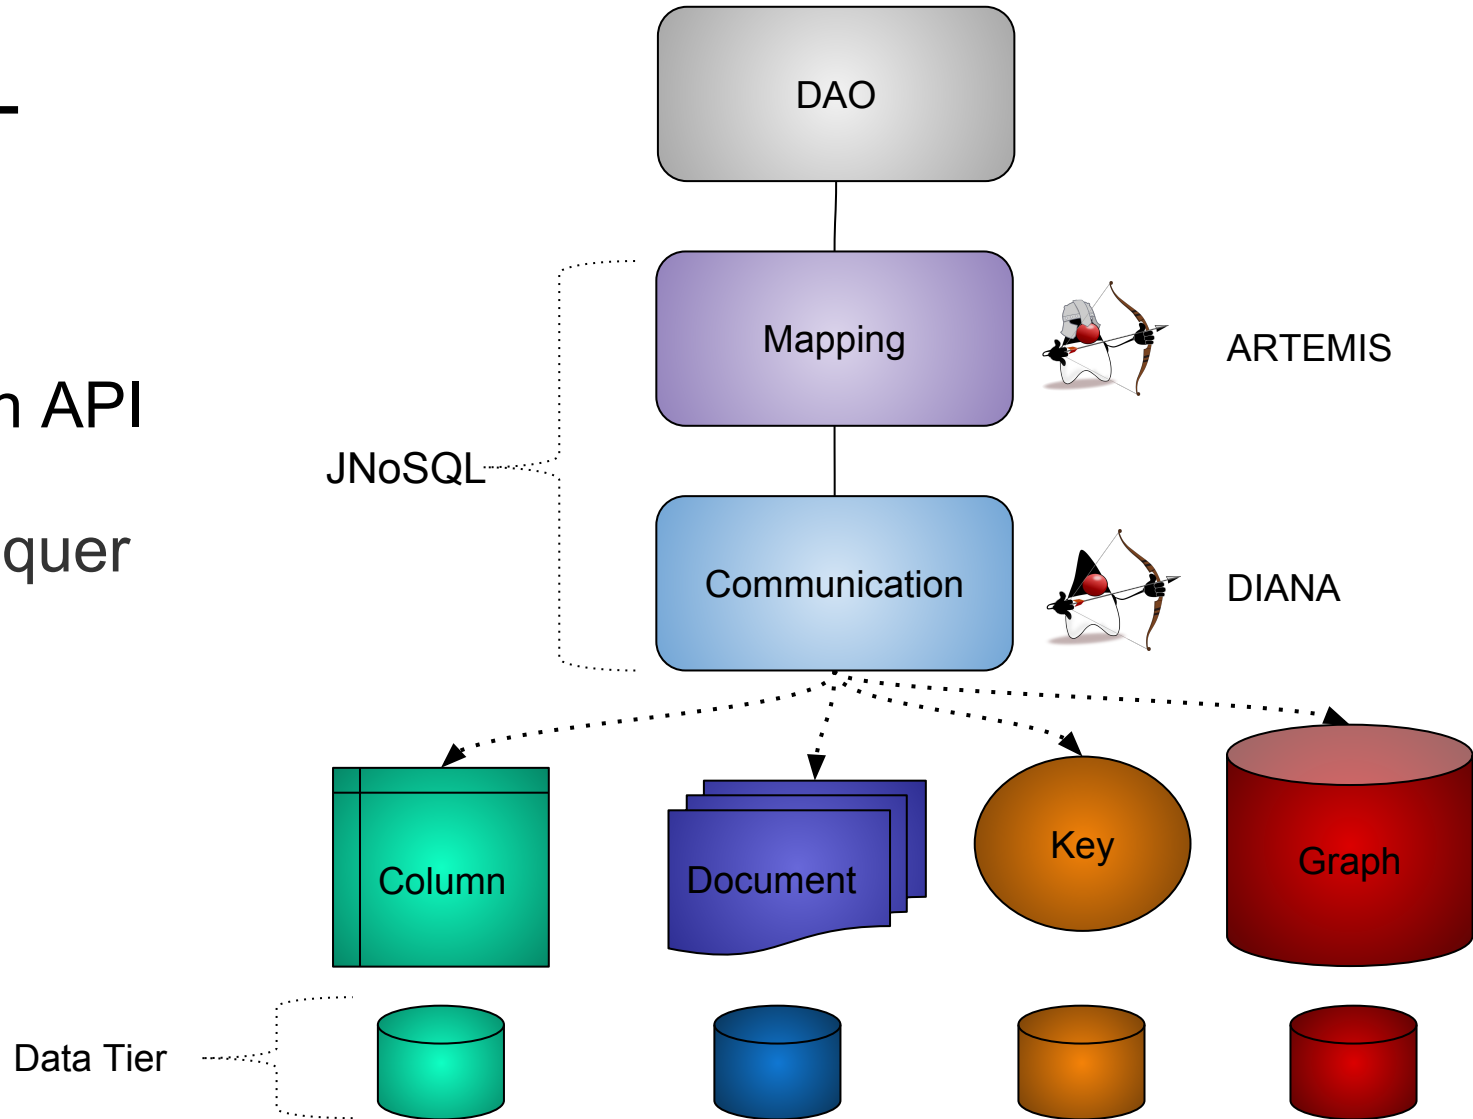 DAO
Mapping
ARTEMIS
n API
JNoSQL
quer
Communication
DIANA
Column
Document
Key
Graph
Data Tier